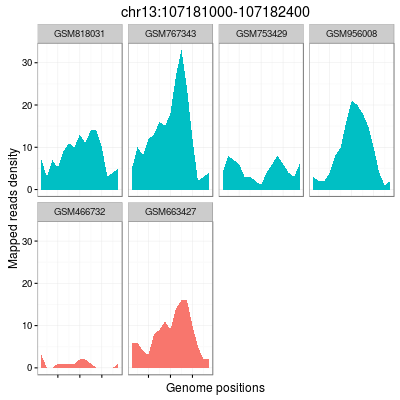 chr13:107181000-107182400
GSM818031 GSM767343 GSM753429 GSM956008
30
20
10
0
GSM466732 GSM663427
30
20
10
0
Mapped reads density
Genome positions